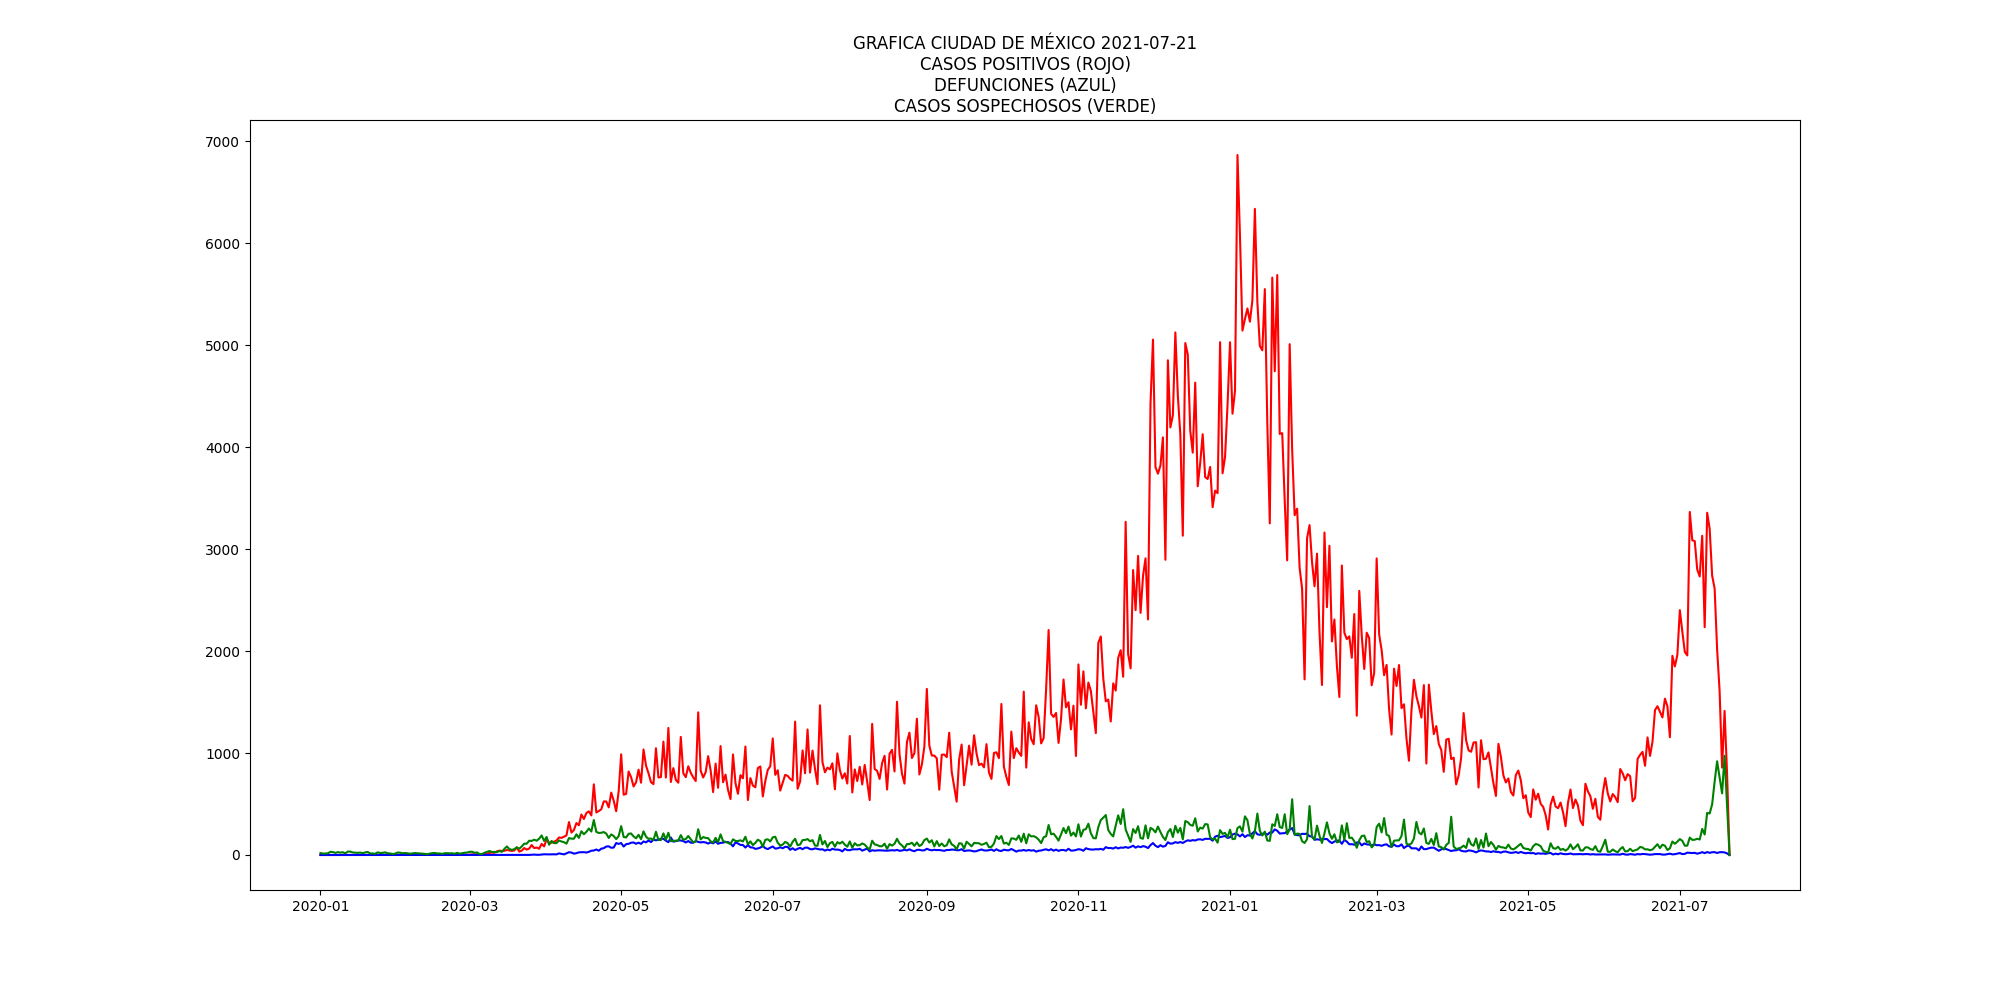 GRAFICA CIUDAD DE MÉXICO 2021-07-21
CASOS POSITIVOS (ROJO)
DEFUNCIONES (AZUL)
CASOS SOSPECHOSOS (VERDE)
7000
6000
5000
4000
3000
2000
1000
0
2020-01 2020-03 2020-05 2020-07 2020-09 2020-11 2021-01 2021-03 2021-05 2021-07